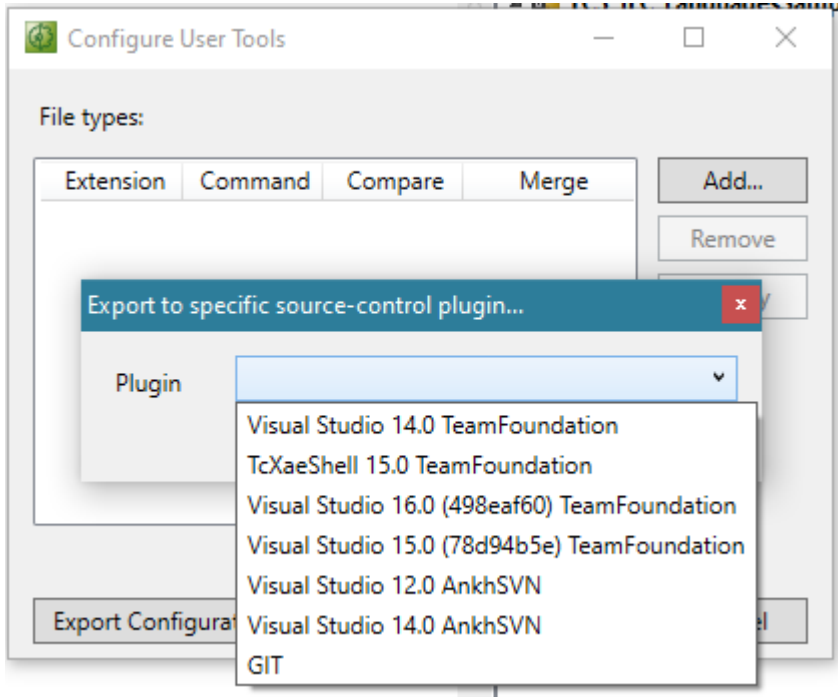 Configure User Tools
File types:
Extension Command Compare Merge
Add...
Remove
Export to specific source-control plugin...
x
Plugin
Visual Studio 14.0 TeamFoundation
TcXaeShell 15.0 TeamFoundation
Visual Studio 16.0 (498eaf60) TeamFoundation
Visual Studio 15.0 (78d94b5e) TeamFoundation
Visual Studio 12.0 AnkhSVN
Export Configurat
Visual Studio 14.0 AnkhSVN
GIT